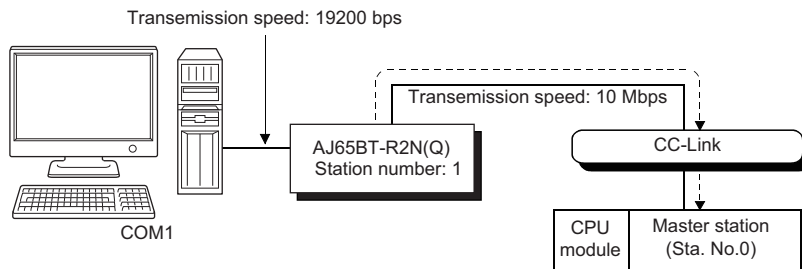 Transemission speed: 19200 bps
Transemission speed: 10 Mbps
AJ65BT-R2N(Q)
Station number: 1
CC-Link
COM1
CPU
module
Master station
(Sta. No.0)